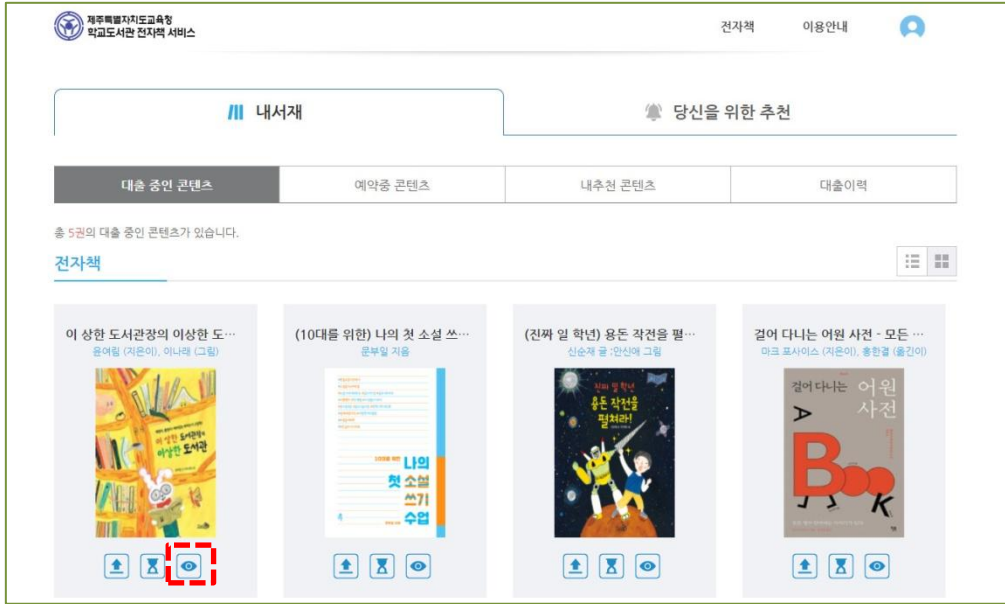 제주특별자치도교육청
학교도서관 전자책 서비스
전자책
이용안내
내서재
당신을 위한 추천
대출 중인 콘텐츠
예약중 콘텐츠
내추천 콘텐츠
대출이력
총 5권의 대출 중인 콘텐츠가 있습니다.
전자책
이 상한 도서관장의 이상한 도…
윤여림 (지은이), 이나래 (그림)
이 상한 도서관장의
이상한 도서관
(10대를 위한) 나의 첫 소설 쓰…
문부일 지음
10대를 위한
나의
첫 소설
쓰기
수업
(진짜 일 학년) 용돈 작전을 펼…
신순재 글 ;안신애 그림
진짜 일 학년
용돈 작전을
펼쳐라!
걸어 다니는 어원 사전 - 모든 …
마크 포사이스 (지은이), 홍한결 (옮긴이)
걸어 다니는 어원
사전
A
BOOK